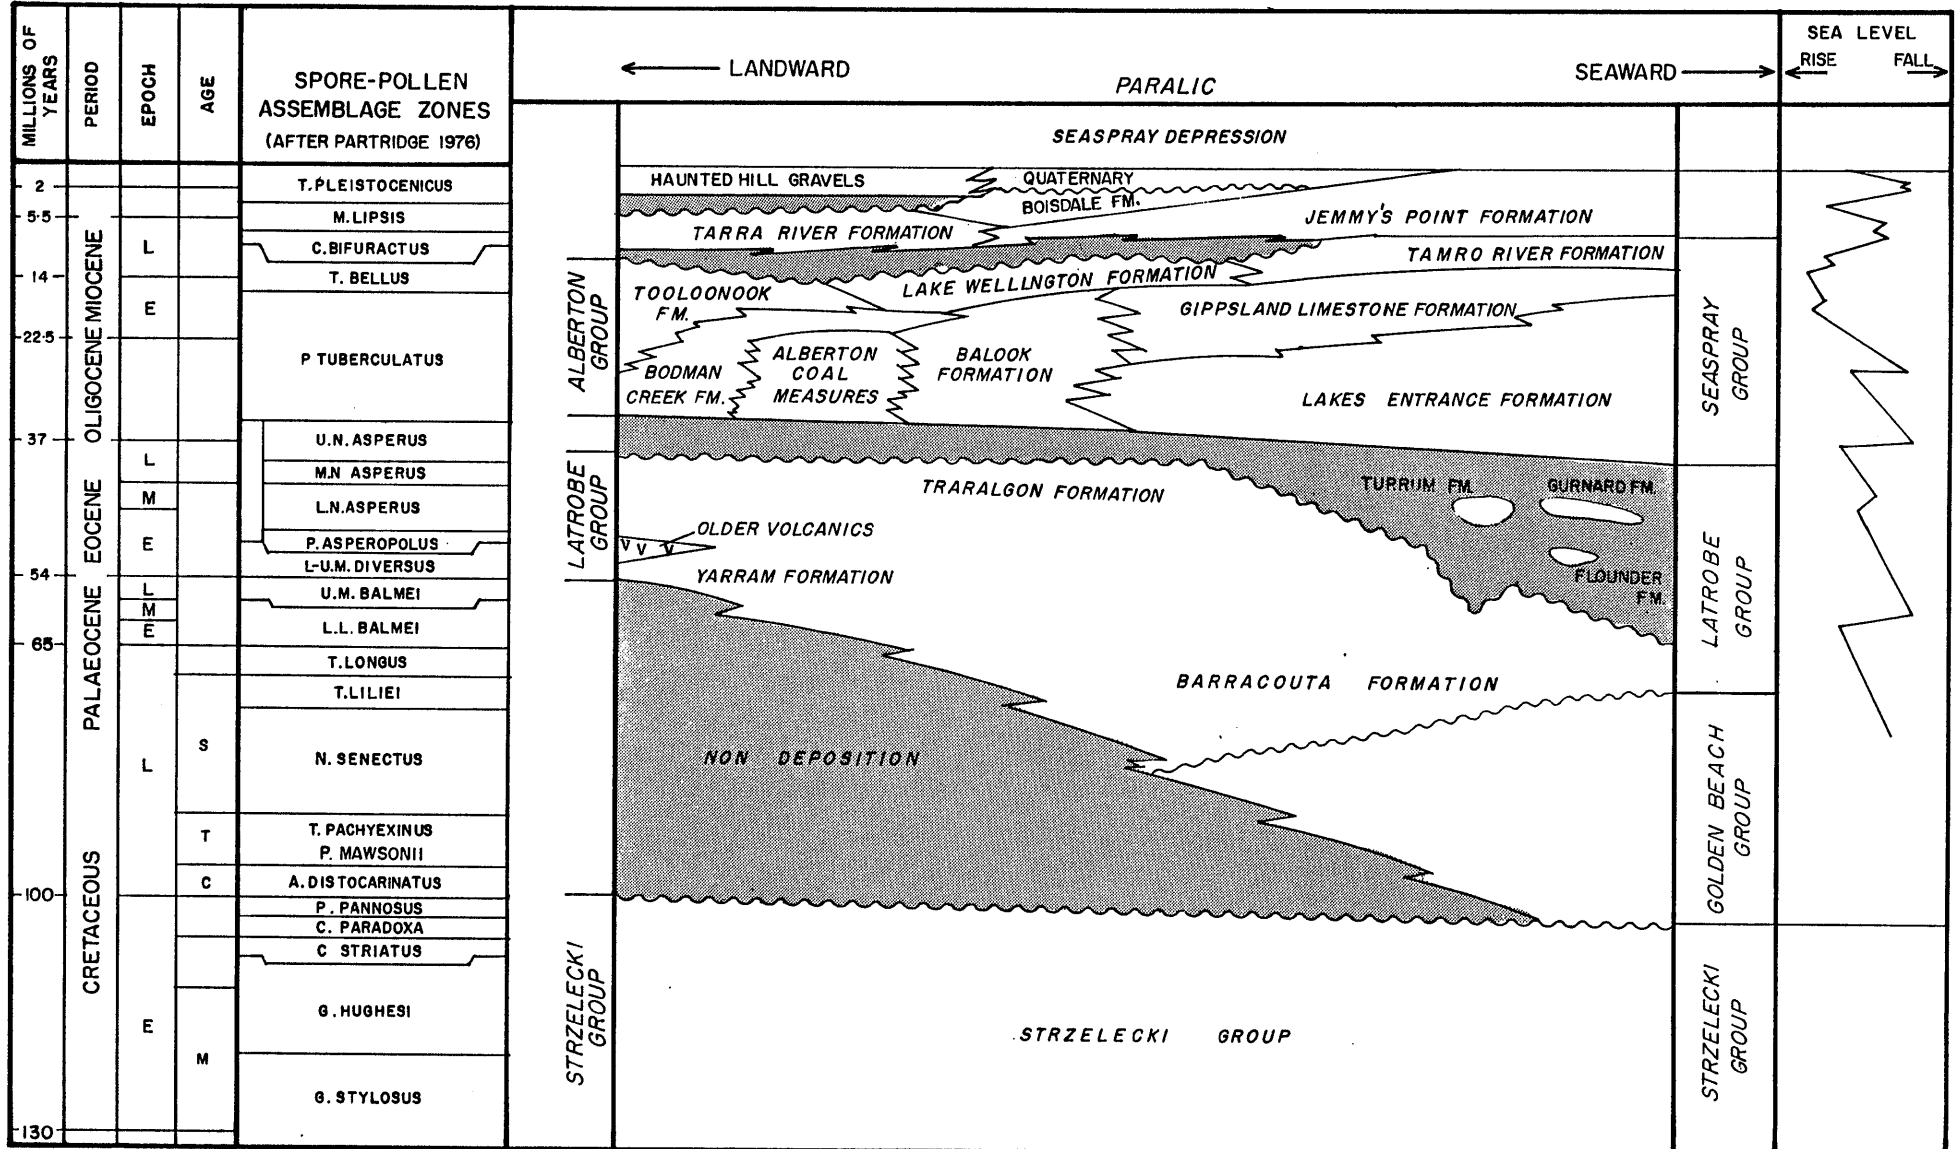 MILLIONS OF
YEARS
PERIOD
EPOCH
AGE
SPORE-POLLEN
ASSEMBLAGE ZONES
(AFTER PARTRIDGE 1976)
LANDWARD
PARALIC
SEAWARD
SEA LEVEL
RISE FALL
SEASPRAY DEPRESSION
2
5·5
14
22·5
37
54
65
100
130
MIOCENE
OLIGOCENE
EOCENE
PALAEOCENE
CRETACEOUS
L
E
L
M
E
L
M
E
L
E
S
T
C
M
T. PLEISTOCENICUS
M. LIPSIS
C. BIFURACTUS
T. BELLUS
P TUBERCULATUS
U.N. ASPERUS
M.N ASPERUS
L.N. ASPERUS
P. ASPEROPOLUS
L-U.M. DIVERSUS
U.M. BALMEI
L.L. BALMEI
T. LONGUS
T. LILIEI
N. SENECTUS
T. PACHYEXINUS
P. MAWSONII
A. DISTOCARINATUS
P. PANNOSUS
C. PARADOXA
C STRIATUS
G. HUGHESI
G. STYLOSUS
ALBERTON
GROUP
LATROBE
GROUP
STRZELECKI
GROUP
HAUNTED HILL GRAVELS
QUATERNARY
BOISDALE FM.
JEMMY'S POINT FORMATION
TARRA RIVER FORMATION
TAMRO RIVER FORMATION
LAKE WELLINGTON FORMATION
TOOLOONOOK
FM.
GIPPSLAND LIMESTONE FORMATION
BODMAN
CREEK FM.
ALBERTON
COAL
MEASURES
BALOOK
FORMATION
LAKES ENTRANCE FORMATION
TRARALGON FORMATION
TURRUM FM.
GURNARD FM.
FLOUNDER
FM.
OLDER VOLCANICS
V V V
YARRAM FORMATION
BARRACOUTA FORMATION
NON DEPOSITION
STRZELECKI GROUP
SEASPRAY
GROUP
LATROBE
GROUP
GOLDEN BEACH
GROUP
STRZELECKI
GROUP